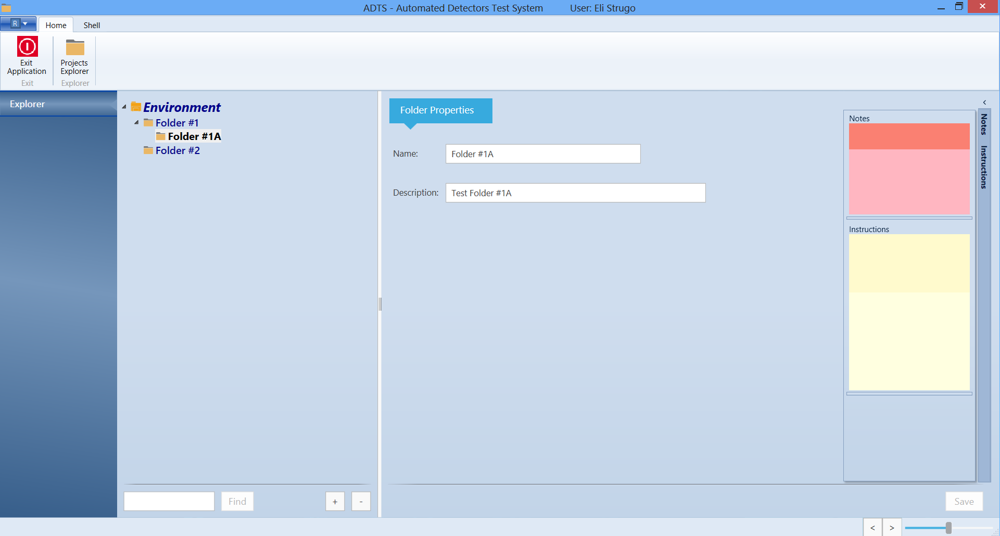 ADTS - Automated Detectors Test System User: Eli Strugo
R
Home Shell
Exit Application
Projects Explorer
Exit
Explorer
Explorer
Environment
Folder #1
Folder #1A
Folder #2
Find
+
-
Folder Properties
Name: Folder #1A
Description: Test Folder #1A
<
Notes
Instructions
Notes
Instructions
Save
<
>